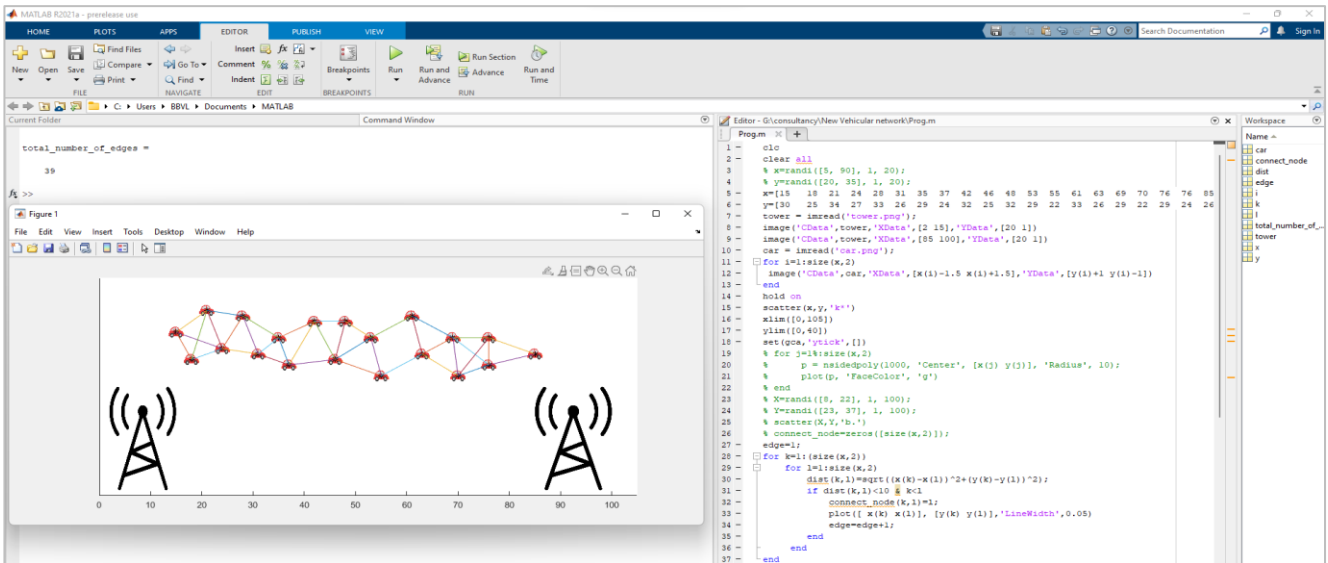 MATLAB R2021a - prerelease use
HOME PLOTS APPS EDITOR PUBLISH VIEW
Search Documentation
Sign In
New Open Save
Find Files
Compare
Print
FILE
Go To
Find
NAVIGATE
Insert fx
Comment %
Indent
EDIT
Breakpoints
BREAKPOINTS
Run
Run and Advance
Run Section
Advance
Run and Time
RUN
C: Users BBVL Documents MATLAB
Current Folder
Command Window
total_number_of_edges =
39
fx >>
Figure 1
File Edit View Insert Tools Desktop Window Help
0 10 20 30 40 50 60 70 80 90 100
Editor - G:\consultancy\New Vehicular network\Prog.m
Prog.m × +
1 - clc
2 - clear all
3 % x=randi([5, 90], 1, 20);
4 % y=randi([20, 35], 1, 20);
5 - x=[15 18 21 24 28 31 35 37 42 46 48 53 55 61 63 69 70 76 76 85
6 - y=[30 25 34 27 33 26 29 24 32 25 32 29 22 33 26 29 22 29 24 26
7 - tower = imread('tower.png');
8 - image('CData',tower,'XData',[2 15],'YData',[20 1])
9 - image('CData',tower,'XData',[85 100],'YData',[20 1])
10 - car = imread('car.png');
11 - for i=1:size(x,2)
12 - image('CData',car,'XData',[x(i)-1.5 x(i)+1.5],'YData',[y(i)+1 y(i)-1])
13 - end
14 - hold on
15 - scatter(x,y,'k*')
16 - xlim([0,105])
17 - ylim([0,40])
18 - set(gca,'ytick',[])
19 % for j=1%:size(x,2)
20 % p = nsidedpoly(1000, 'Center', [x(j) y(j)], 'Radius', 10);
21 % plot(p, 'FaceColor', 'g')
22 % end
23 % X=randi([8, 22], 1, 100);
24 % Y=randi([23, 37], 1, 100);
25 % scatter(X,Y,'b.')
26 % connect_node=zeros([size(x,2)]);
27 - edge=1;
28 - for k=1:(size(x,2))
29 - for l=1:size(x,2)
30 - dist(k,l)=sqrt((x(k)-x(l))^2+(y(k)-y(l))^2);
31 - if dist(k,l)<10 & k<l
32 - connect_node(k,l)=1;
33 - plot([ x(k) x(l)], [y(k) y(l)],'LineWidth',0.05)
34 - edge=edge+1;
35 - end
36 - end
37 - end
Workspace
Name
car
connect_node
dist
edge
i
k
l
total_number_of_...
tower
x
y